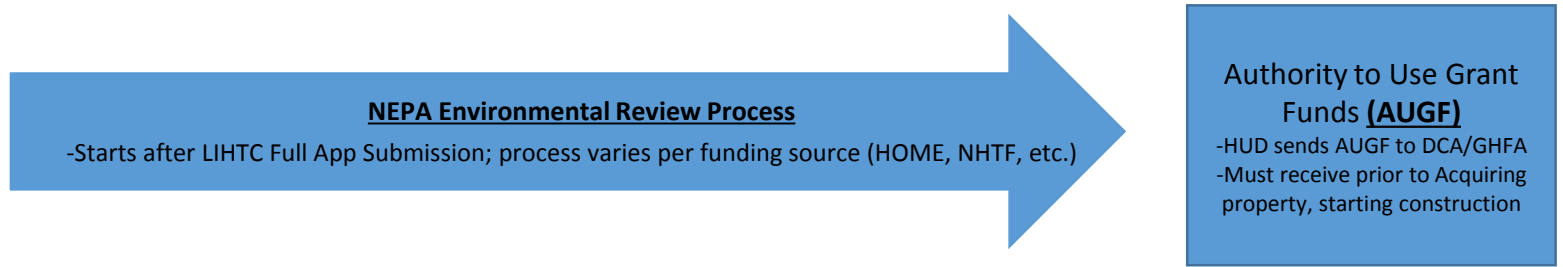 NEPA Environmental Review Process
-Starts after LIHTC Full App Submission; process varies per funding source (HOME, NHTF, etc.)
Authority to Use Grant
Funds (AUGF)
-HUD sends AUGF to DCA/GHFA
-Must receive prior to Acquiring
property, starting construction